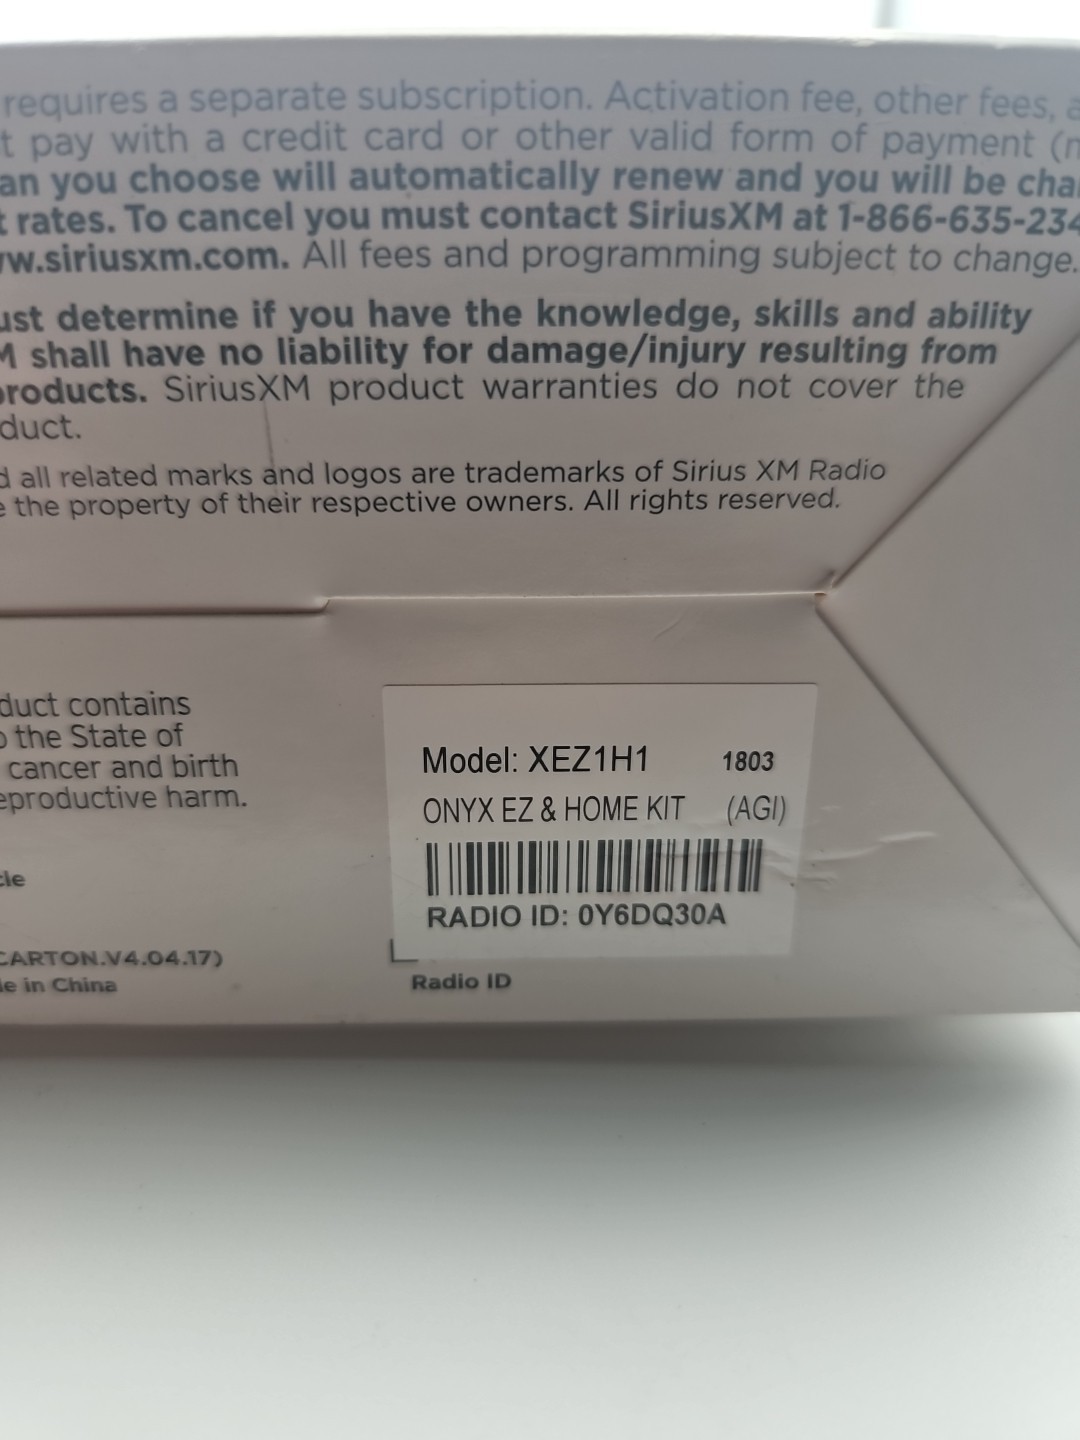 requires a separate subscription. Activation fee, other fees, a
t pay with a credit card or other valid form of payment (
an you choose will automatically renew and you will be cha
t rates. To cancel you must contact SiriusXM at 1-866-635-234
w.siriusxm.com. All fees and programming subject to change.
ust determine if you have the knowledge, skills and ability
M shall have no liability for damage/injury resulting from
products. SiriusXM product warranties do not cover the
duct.
d all related marks and logos are trademarks of Sirius XM Radio
e the property of their respective owners. All rights reserved.
duct contains
o the State of
cancer and birth
eproductive harm.
cle
CARTON.V4.04.17)
de in China
Model: XEZ1H1 1803
ONYX EZ & HOME KIT (AGI)
RADIO ID: 0Y6DQ30A
Radio ID